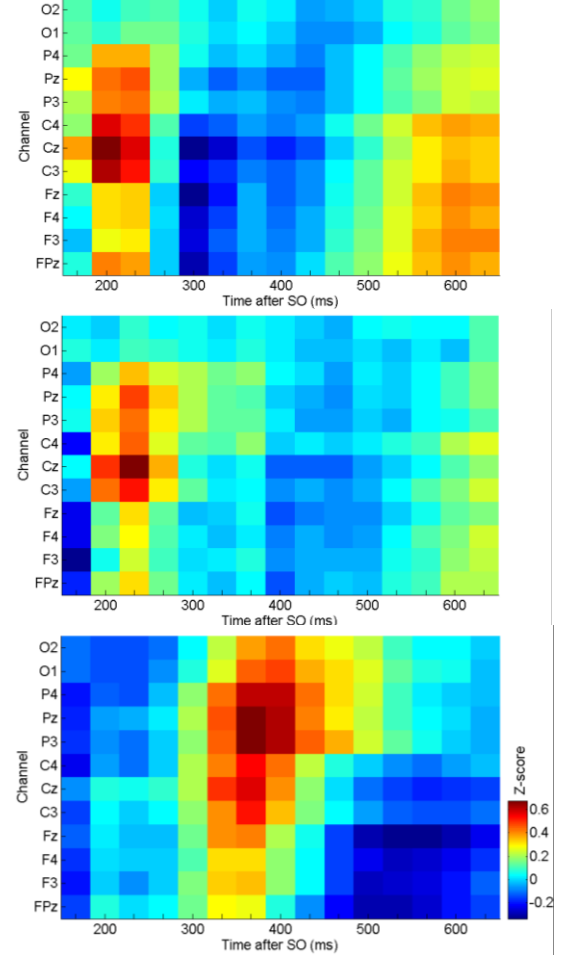 O2
O1
P4
Pz
P3
C4
Cz
C3
Fz
F4
F3
FPz
Channel
200 300 400 500 600
Time after SO (ms)
O2
O1
P4
Pz
P3
C4
Cz
C3
Fz
F4
F3
FPz
Channel
200 300 400 500 600
Time after SO (ms)
O2
O1
P4
Pz
P3
C4
Cz
C3
Fz
F4
F3
FPz
Channel
200 300 400 500 600
Time after SO (ms)
Z-score
0.6
0.4
0.2
0
-0.2